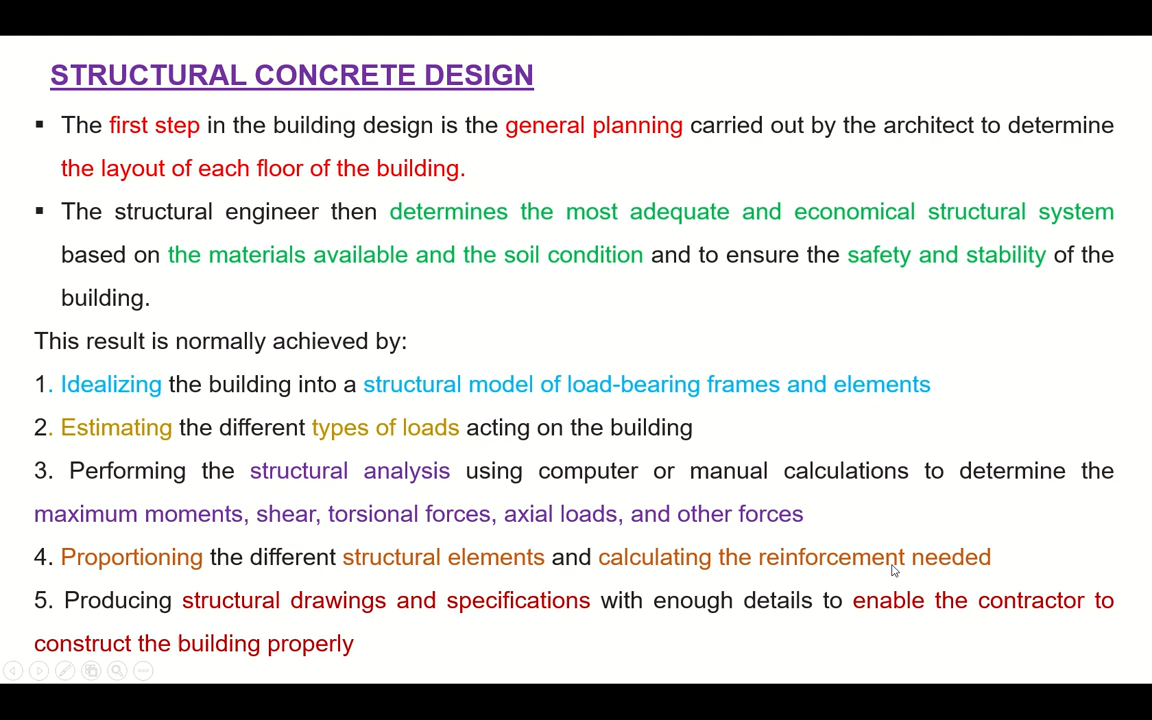 STRUCTURAL CONCRETE DESIGN
▪ The first step in the building design is the general planning carried out by the architect to determine
the layout of each floor of the building.
▪ The structural engineer then determines the most adequate and economical structural system
based on the materials available and the soil condition and to ensure the safety and stability of the
building.
This result is normally achieved by:
1. Idealizing the building into a structural model of load-bearing frames and elements
2. Estimating the different types of loads acting on the building
3. Performing the structural analysis using computer or manual calculations to determine the
maximum moments, shear, torsional forces, axial loads, and other forces
4. Proportioning the different structural elements and calculating the reinforcement needed
5. Producing structural drawings and specifications with enough details to enable the contractor to
construct the building properly